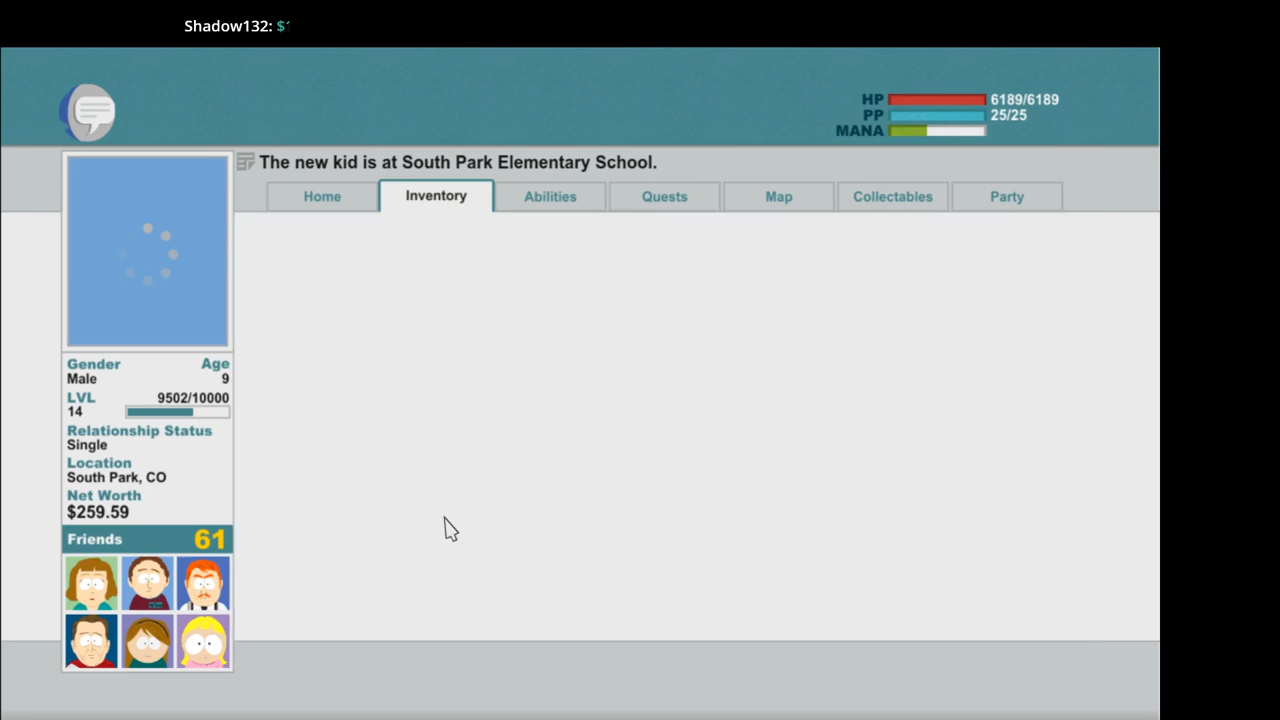 Shadow132: $
HP 6189/6189
PP 25/25
MANA
The new kid is at South Park Elementary School.
Home Inventory Abilities Quests Map Collectables Party
Gender Age
Male 9
LVL 9502/10000
14
Relationship Status
Single
Location
South Park, CO
Net Worth
$259.59
Friends 61